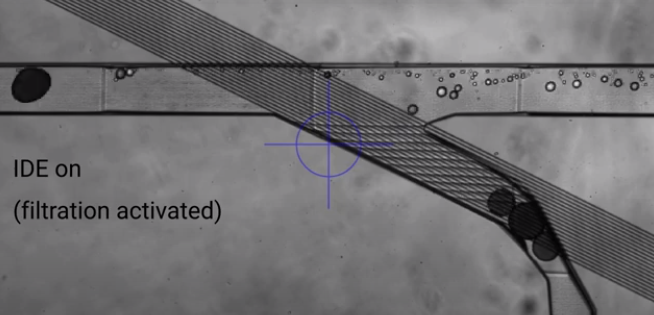 IDE on
(filtration activated)